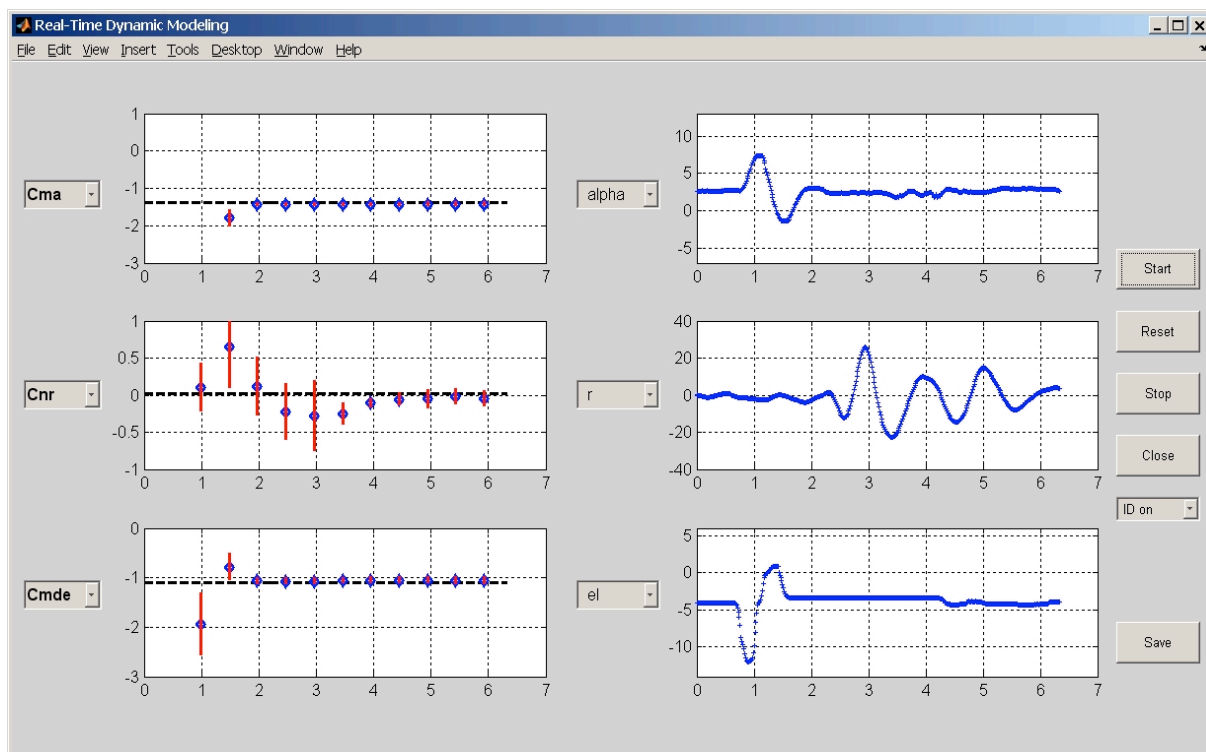 Real-Time Dynamic Modeling
File Edit View Insert Tools Desktop Window Help
Cma
1
0
-1
-2
-3
0 1 2 3 4 5 6 7
alpha
10
5
0
-5
0 1 2 3 4 5 6 7
Cnr
1
0.5
0
-0.5
-1
0 1 2 3 4 5 6 7
r
40
20
0
-20
-40
0 1 2 3 4 5 6 7
Cmde
0
-1
-2
-3
0 1 2 3 4 5 6 7
el
5
0
-5
-10
0 1 2 3 4 5 6 7
Start
Reset
Stop
Close
ID on
Save